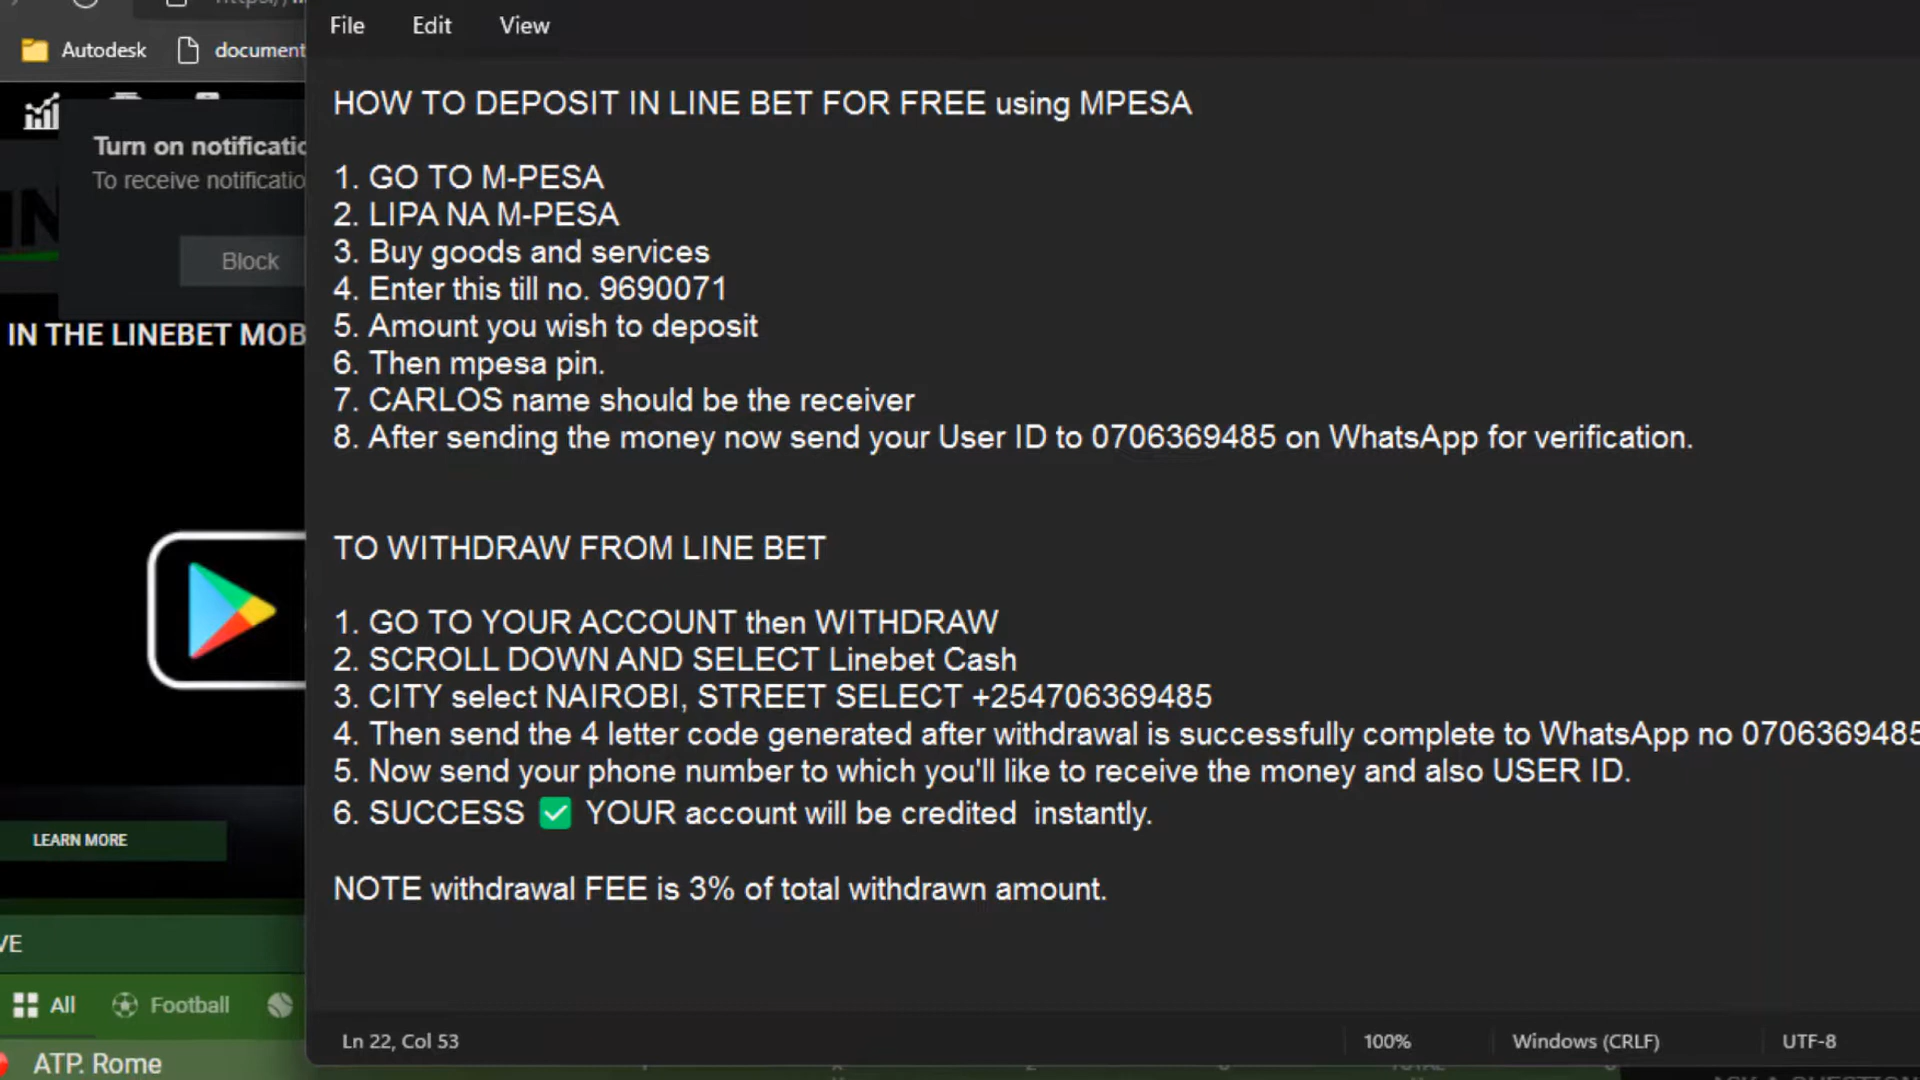 File Edit View
Autodesk document
HOW TO DEPOSIT IN LINE BET FOR FREE using MPESA
Turn on notificatio
To receive notificatio
Block
1. GO TO M-PESA
2. LIPA NA M-PESA
3. Buy goods and services
4. Enter this till no. 9690071
5. Amount you wish to deposit
6. Then mpesa pin.
7. CARLOS name should be the receiver
8. After sending the money now send your User ID to 0706369485 on WhatsApp for verification.
IN THE LINEBET MOB
TO WITHDRAW FROM LINE BET
1. GO TO YOUR ACCOUNT then WITHDRAW
2. SCROLL DOWN AND SELECT Linebet Cash
3. CITY select NAIROBI, STREET SELECT +254706369485
4. Then send the 4 letter code generated after withdrawal is successfully complete to WhatsApp no 0706369485
5. Now send your phone number to which you'll like to receive the money and also USER ID.
6. SUCCESS ✅ YOUR account will be credited  instantly.
NOTE withdrawal FEE is 3% of total withdrawn amount.
LEARN MORE
VE
All Football
ATP. Rome
Ln 22, Col 53
100%
Windows (CRLF)
UTF-8